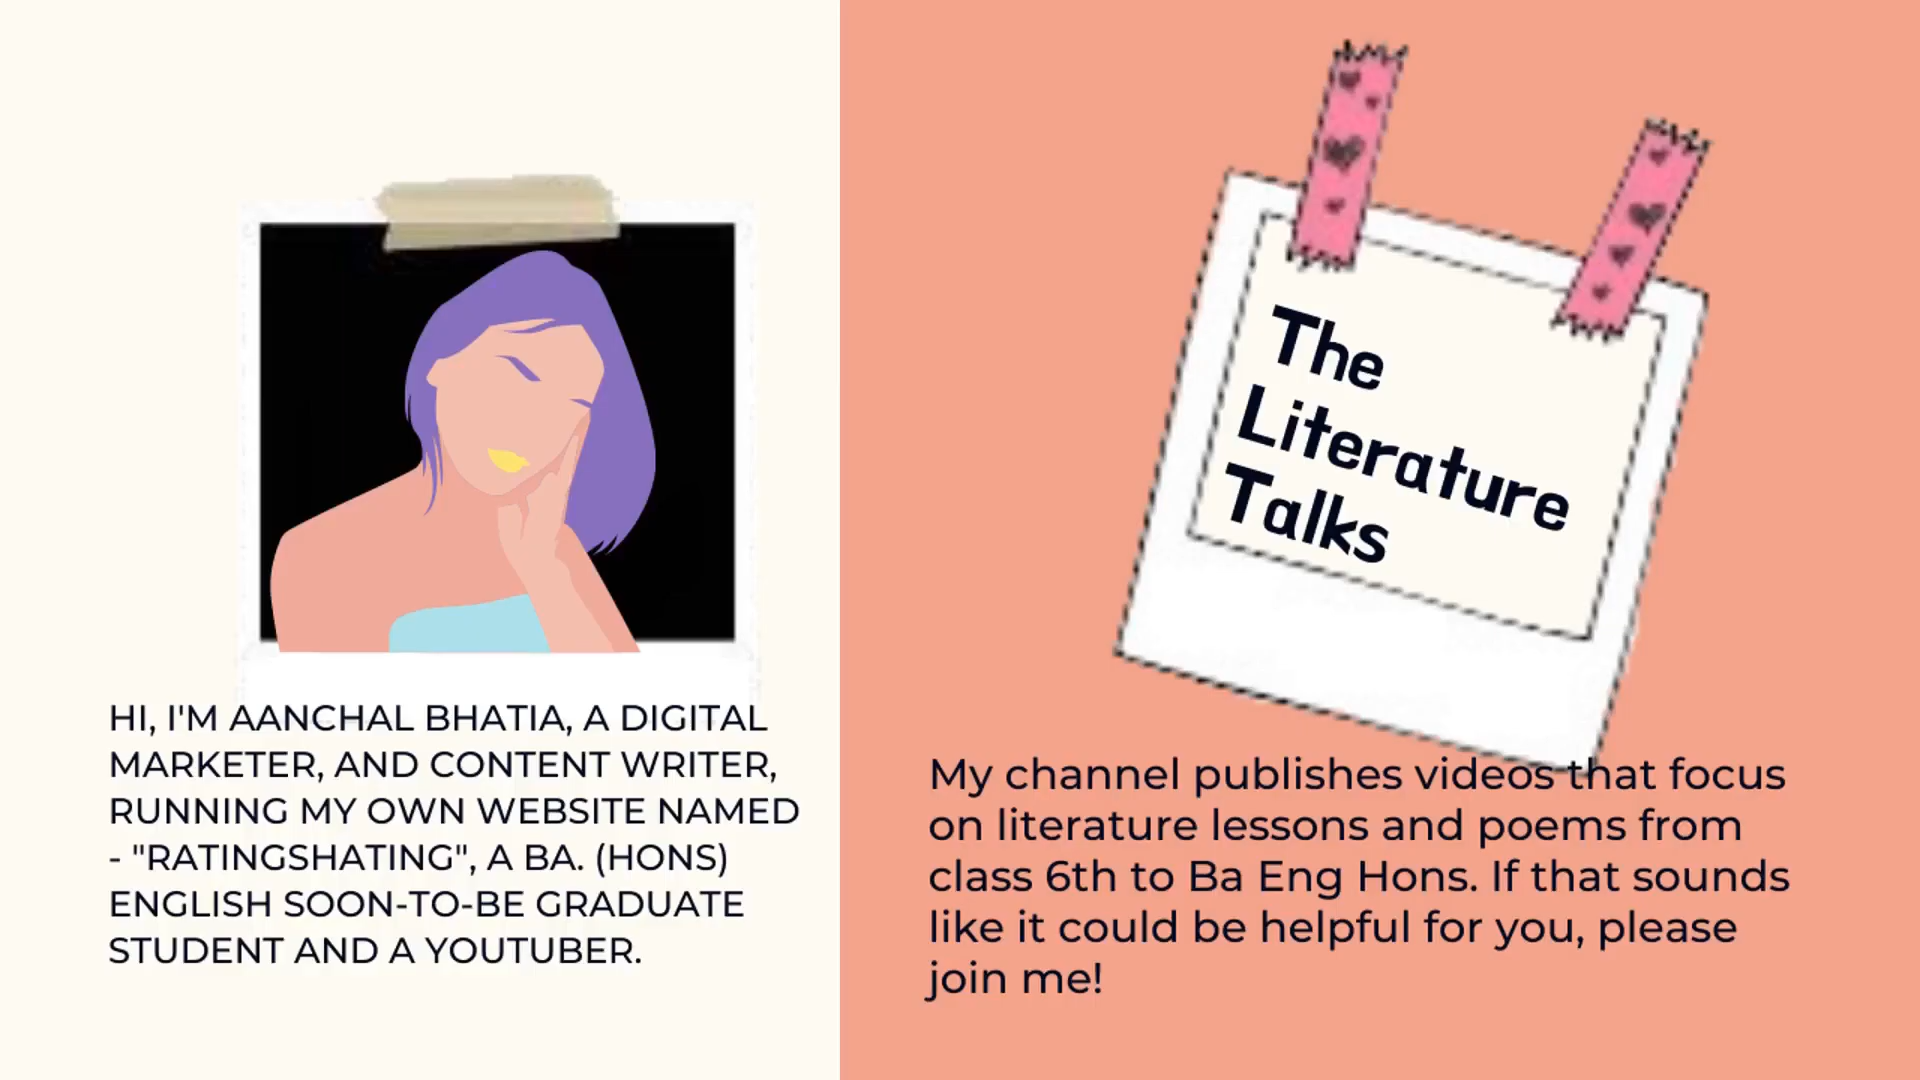 HI, I'M AANCHAL BHATIA, A DIGITAL
MARKETER, AND CONTENT WRITER,
RUNNING MY OWN WEBSITE NAMED
- "RATINGSHATING", A BA. (HONS)
ENGLISH SOON-TO-BE GRADUATE
STUDENT AND A YOUTUBER.
The
Literature
Talks
My channel publishes videos that focus
on literature lessons and poems from
class 6th to Ba Eng Hons. If that sounds
like it could be helpful for you, please
join me!